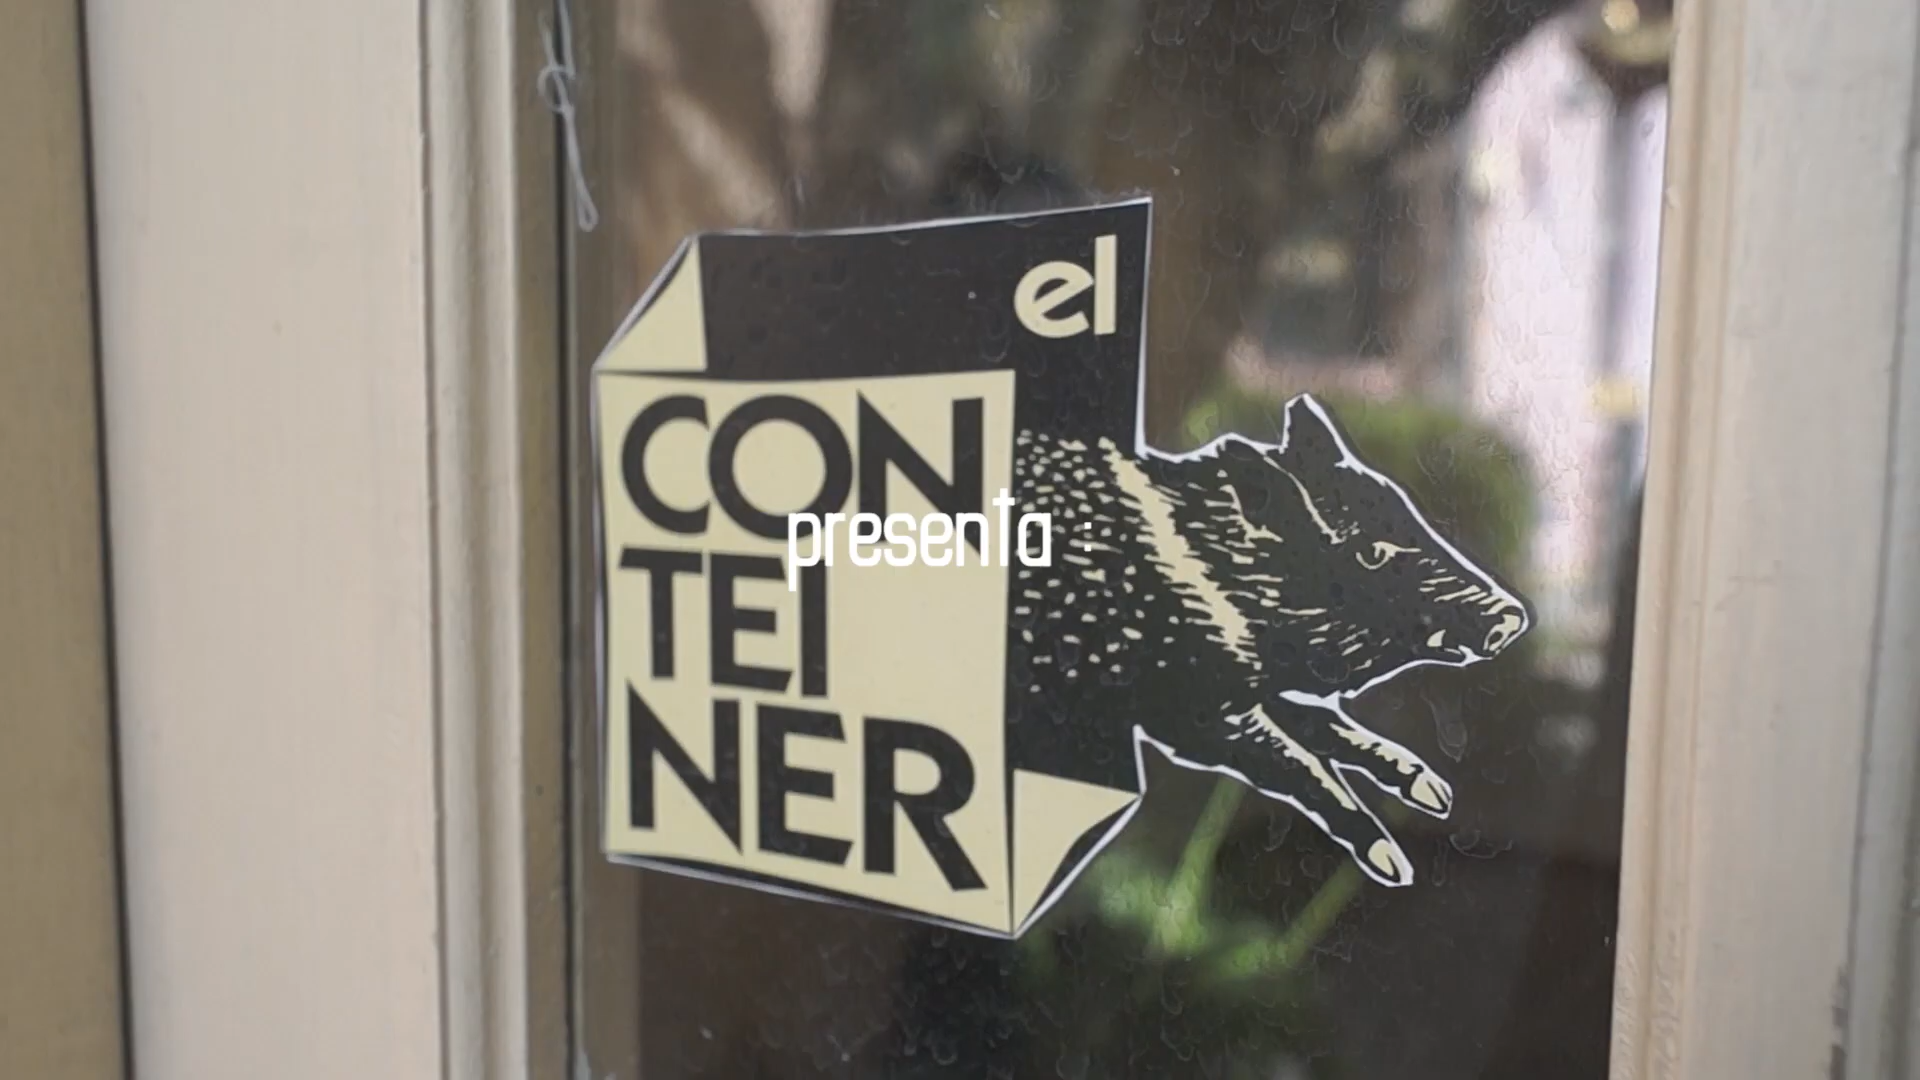 el
CON
TEI
NER
presenta :